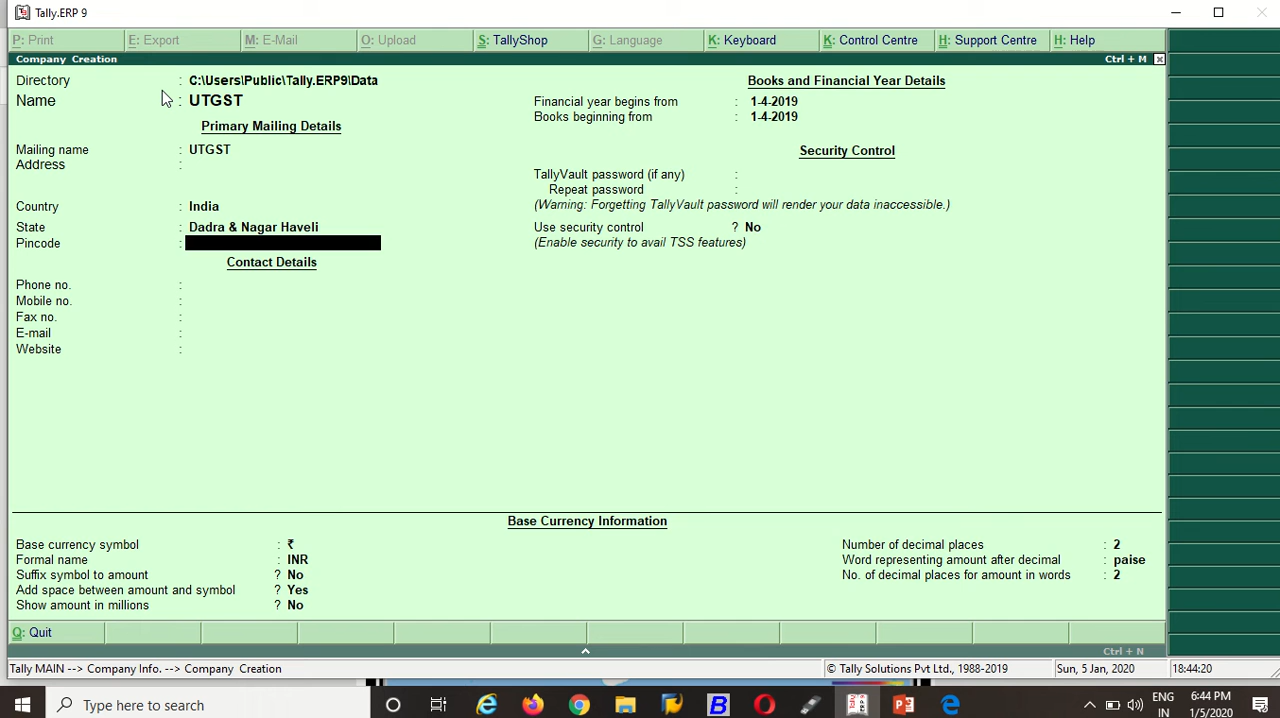 Tally.ERP 9
P: Print E: Export M: E-Mail O: Upload S: TallyShop G: Language K: Keyboard K: Control Centre H: Support Centre H: Help
Company Creation Ctrl + M
Directory : C:\Users\Public\Tally.ERP9\Data
Name : UTGST
Primary Mailing Details
Mailing name : UTGST
Address :
Country : India
State : Dadra & Nagar Haveli
Pincode :
Contact Details
Phone no. :
Mobile no. :
Fax no. :
E-mail :
Website :
Books and Financial Year Details
Financial year begins from : 1-4-2019
Books beginning from : 1-4-2019
Security Control
TallyVault password (if any) :
Repeat password :
(Warning: Forgetting TallyVault password will render your data inaccessible.)
Use security control ? No
(Enable security to avail TSS features)
Base Currency Information
Base currency symbol : ₹
Formal name : INR
Suffix symbol to amount ? No
Add space between amount and symbol ? Yes
Show amount in millions ? No
Number of decimal places : 2
Word representing amount after decimal : paise
No. of decimal places for amount in words : 2
Q: Quit
Ctrl + N
Tally MAIN --> Company Info. --> Company Creation © Tally Solutions Pvt Ltd., 1988-2019 Sun, 5 Jan, 2020 18:44:20
Type here to search
ENG
IN
6:44 PM
1/5/2020